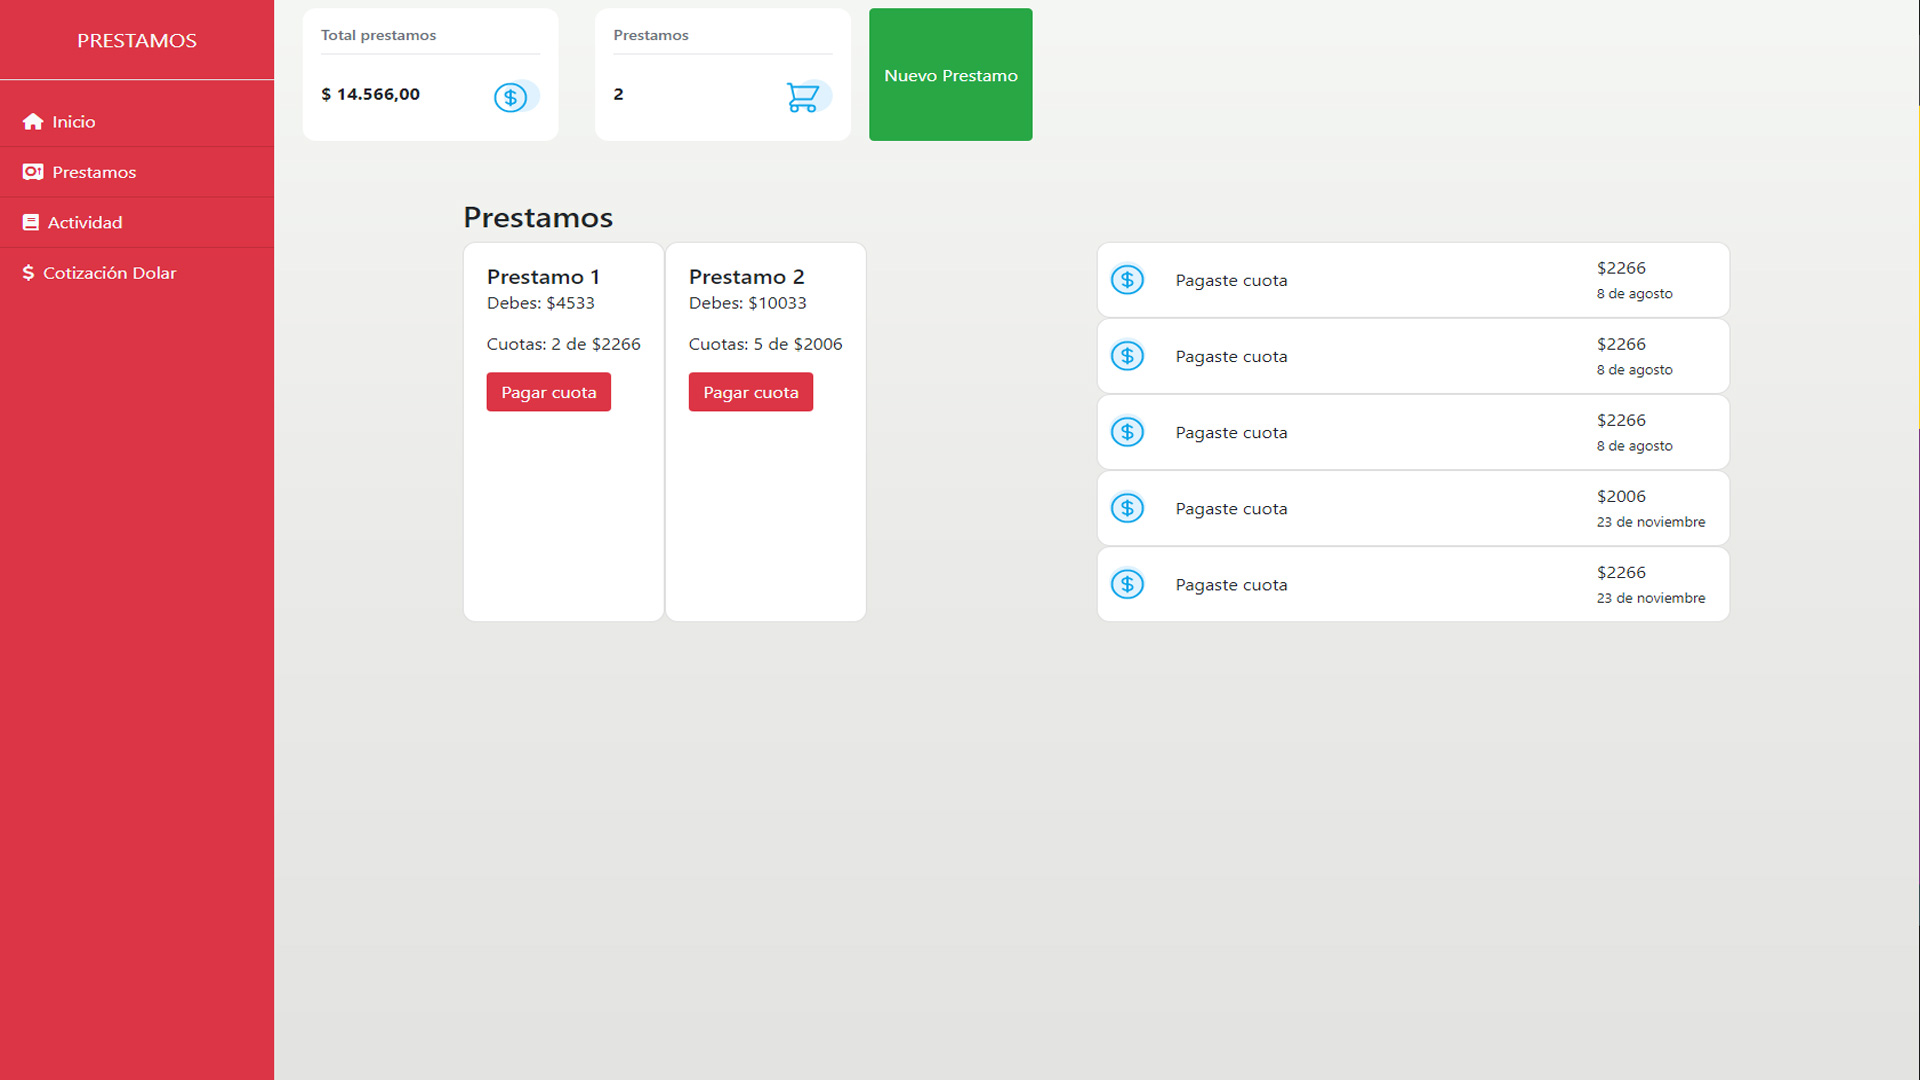 PRESTAMOS
Inicio
Prestamos
Actividad
Cotización Dolar
Total prestamos
$ 14.566,00
Prestamos
2
Nuevo Prestamo
Prestamos
Prestamo 1
Debes: $4533
Cuotas: 2 de $2266
Pagar cuota
Prestamo 2
Debes: $10033
Cuotas: 5 de $2006
Pagar cuota
Pagaste cuota
$2266
8 de agosto
Pagaste cuota
$2266
8 de agosto
Pagaste cuota
$2266
8 de agosto
Pagaste cuota
$2006
23 de noviembre
Pagaste cuota
$2266
23 de noviembre